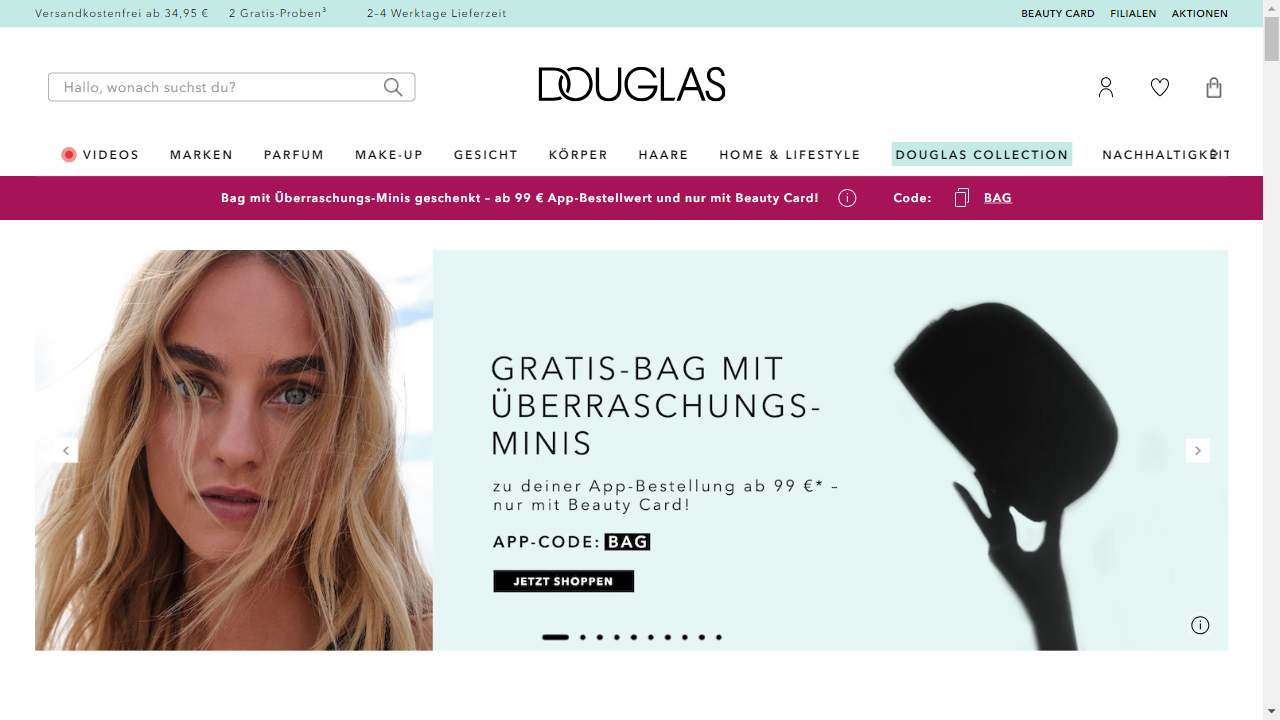 Versandkostenfrei ab 34,95 € 2 Gratis-Proben³ 2–4 Werktage Lieferzeit BEAUTY CARD FILIALEN AKTIONEN
Hallo, wonach suchst du? DOUGLAS
VIDEOS MARKEN PARFUM MAKE-UP GESICHT KÖRPER HAARE HOME & LIFESTYLE DOUGLAS COLLECTION NACHHALTIGKEIT
Bag mit Überraschungs-Minis geschenkt – ab 99 € App-Bestellwert und nur mit Beauty Card! Code: BAG
GRATIS-BAG MIT
ÜBERRASCHUNGS-
MINIS
zu deiner App-Bestellung ab 99 €* –
nur mit Beauty Card!
APP-CODE: BAG
JETZT SHOPPEN